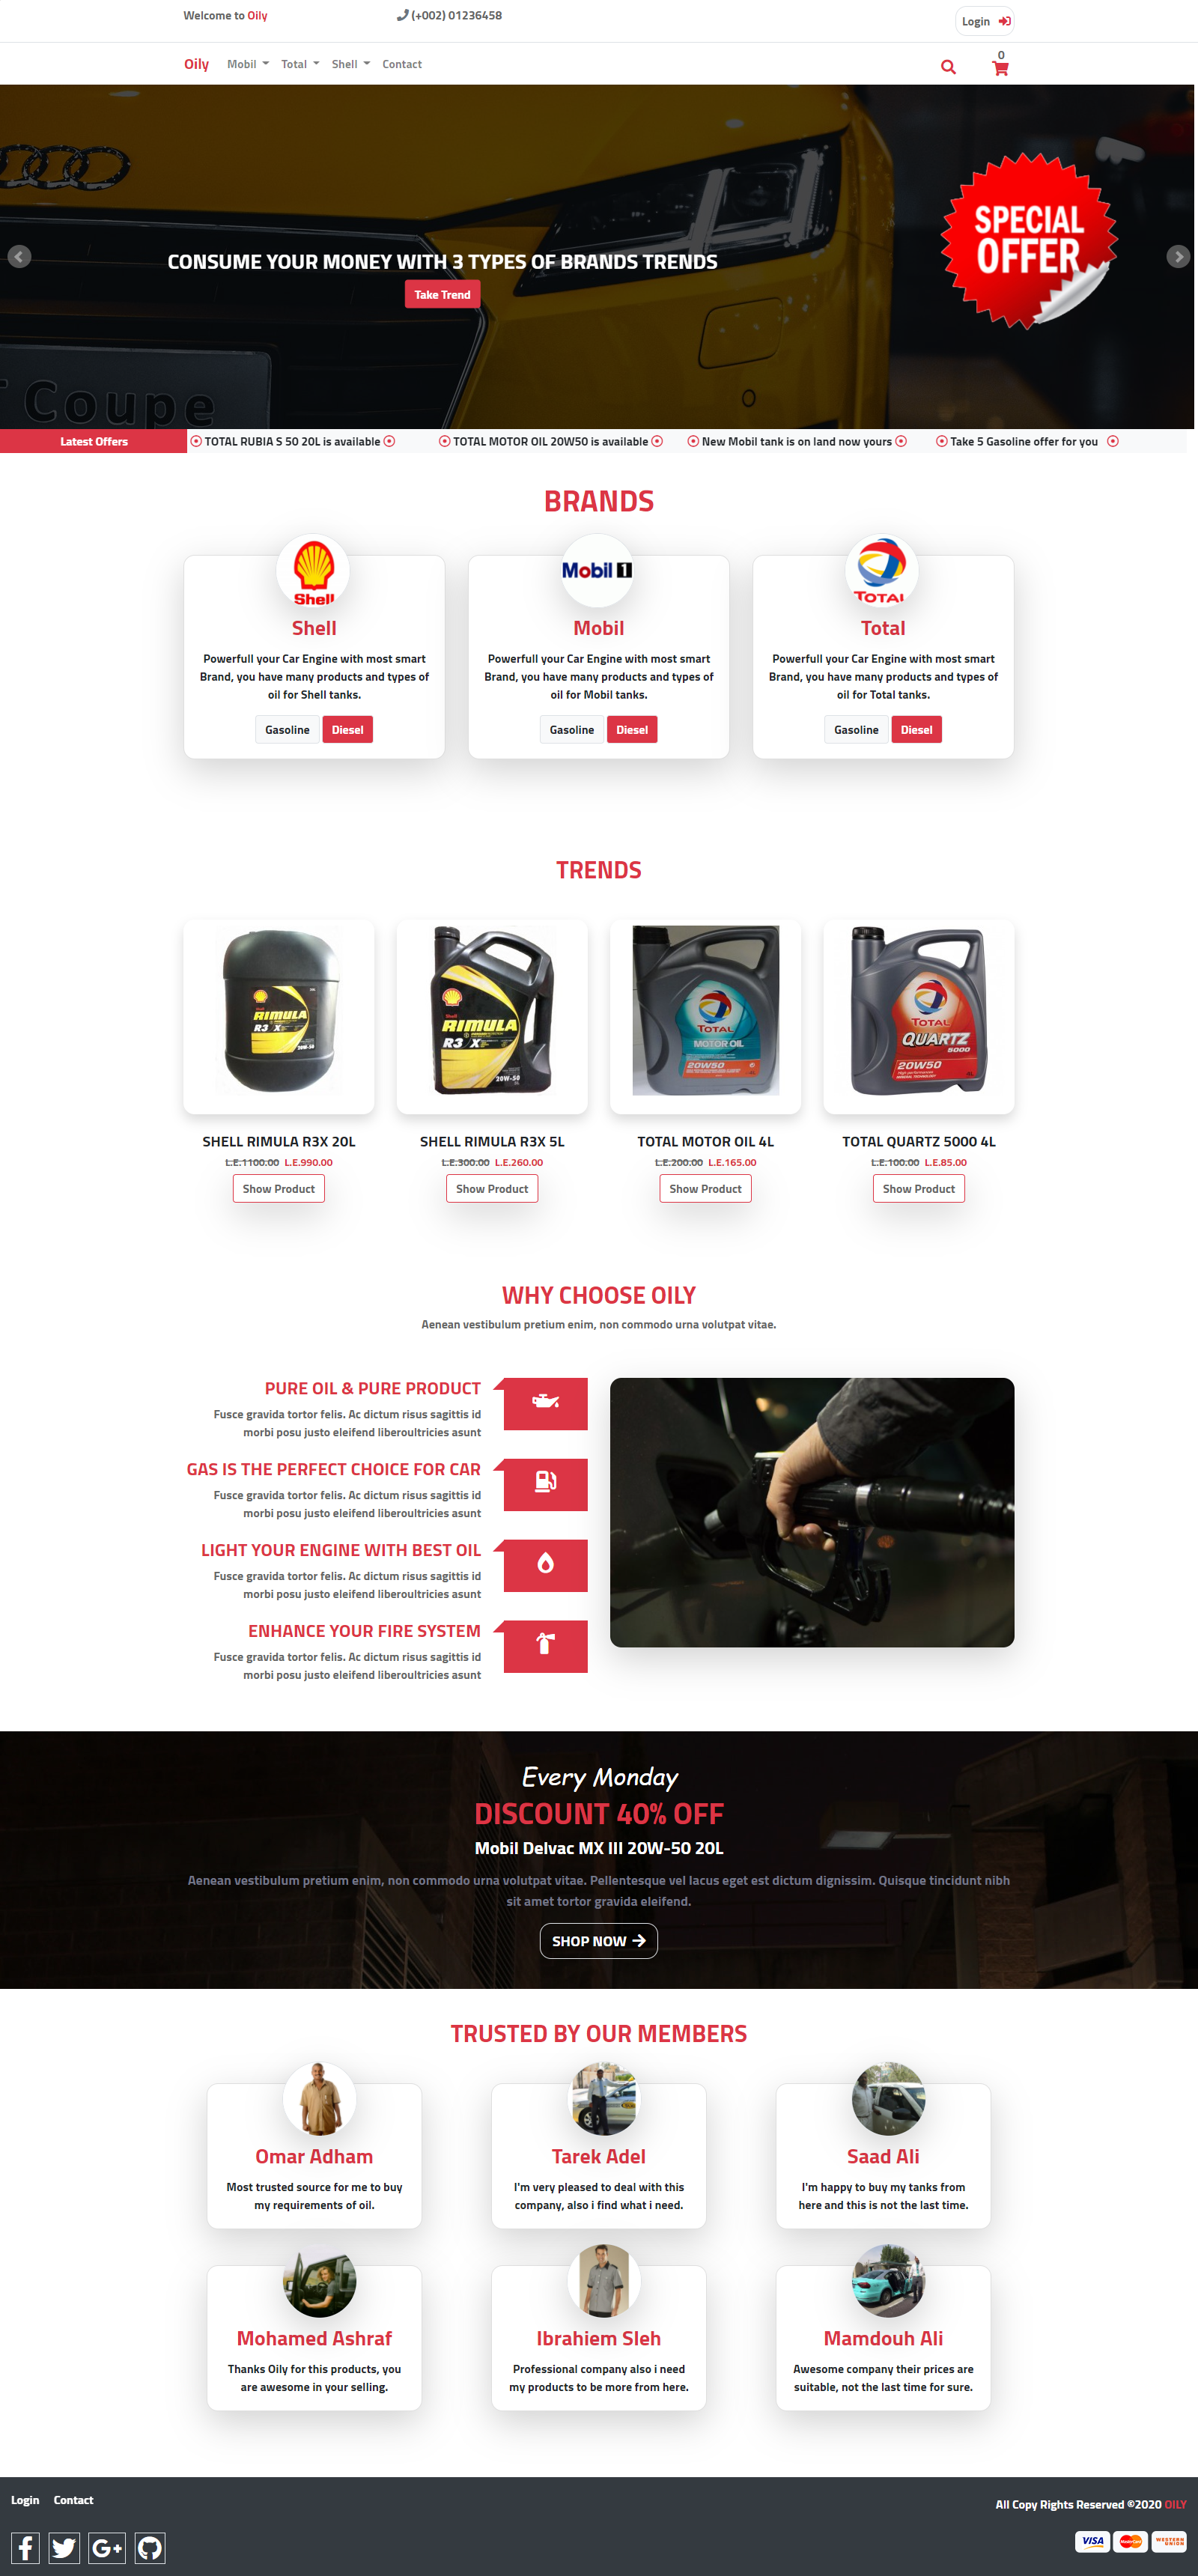 Welcome to Oily
(+002) 01236458
Login
Oily
Mobil
Total
Shell
Contact
0
Coupe
CONSUME YOUR MONEY WITH 3 TYPES OF BRANDS TRENDS
Take Trend
SPECIAL
OFFER
Latest Offers
TOTAL RUBIA S 50 20L is available
TOTAL MOTOR OIL 20W50 is available
New Mobil tank is on land now yours
Take 5 Gasoline offer for you
BRANDS
Shell
Shell
Powerfull your Car Engine with most smart
Brand, you have many products and types of
oil for Shell tanks.
Gasoline Diesel
Mobil 1
Mobil
Powerfull your Car Engine with most smart
Brand, you have many products and types of
oil for Mobil tanks.
Gasoline Diesel
TOTAL
Total
Powerfull your Car Engine with most smart
Brand, you have many products and types of
oil for Total tanks.
Gasoline Diesel
TRENDS
RIMULA
R3 X
20W-50
SHELL RIMULA R3X 20L
L.E.1100.00 L.E.990.00
Show Product
RIMULA
R3 X
20W-50
SHELL RIMULA R3X 5L
L.E.300.00 L.E.260.00
Show Product
TOTAL
MOTOR OIL
20W50
TOTAL MOTOR OIL 4L
L.E.200.00 L.E.165.00
Show Product
TOTAL
QUARTZ
5000
20W50
TOTAL QUARTZ 5000 4L
L.E.100.00 L.E.85.00
Show Product
WHY CHOOSE OILY
Aenean vestibulum pretium enim, non commodo urna volutpat vitae.
PURE OIL & PURE PRODUCT
Fusce gravida tortor felis. Ac dictum risus sagittis id
morbi posu justo eleifend liberoultricies asunt
GAS IS THE PERFECT CHOICE FOR CAR
Fusce gravida tortor felis. Ac dictum risus sagittis id
morbi posu justo eleifend liberoultricies asunt
LIGHT YOUR ENGINE WITH BEST OIL
Fusce gravida tortor felis. Ac dictum risus sagittis id
morbi posu justo eleifend liberoultricies asunt
ENHANCE YOUR FIRE SYSTEM
Fusce gravida tortor felis. Ac dictum risus sagittis id
morbi posu justo eleifend liberoultricies asunt
Every Monday
DISCOUNT 40% OFF
Mobil Delvac MX III 20W-50 20L
Aenean vestibulum pretium enim, non commodo urna volutpat vitae. Pellentesque vel lacus eget est dictum dignissim. Quisque tincidunt nibh
sit amet tortor gravida eleifend.
SHOP NOW
TRUSTED BY OUR MEMBERS
Omar Adham
Most trusted source for me to buy
my requirements of oil.
Tarek Adel
I'm very pleased to deal with this
company, also i find what i need.
Saad Ali
I'm happy to buy my tanks from
here and this is not the last time.
Mohamed Ashraf
Thanks Oily for this products, you
are awesome in your selling.
Ibrahiem Sleh
Professional company also i need
my products to be more from here.
Mamdouh Ali
Awesome company their prices are
suitable, not the last time for sure.
Login
Contact
All Copy Rights Reserved ©2020 OILY
VISA
MasterCard
WESTERN
UNION